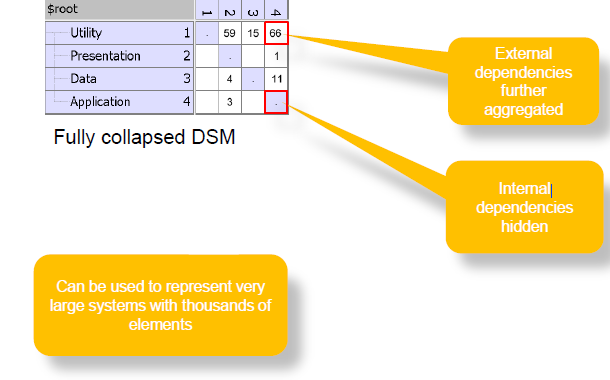 $root 1 2 3 4
Utility 1 . 59 15 66
Presentation 2 . 1
Data 3 4 . 11
Application 4 3 .
Fully collapsed DSM
External
dependencies
further
aggregated
Internal
dependencies
hidden
Can be used to represent very
large systems with thousands of
elements